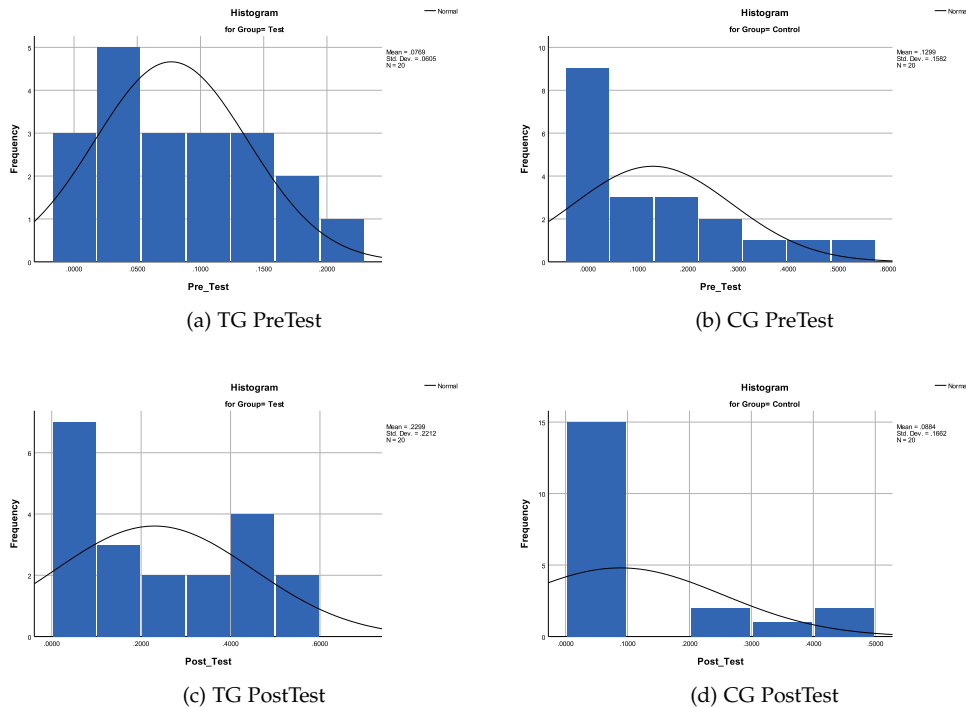 Histogram
Normal
for Group= Test
Mean = .0769
Std. Dev. = .0605
N = 20
5
4
3
2
1
0
Frequency
.0000
.0500
.1000
.1500
.2000
Pre_Test
(a) TG PreTest
Histogram
Normal
for Group= Control
Mean = .1299
Std. Dev. = .1582
N = 20
10
8
6
4
2
0
Frequency
.0000
.1000
.2000
.3000
.4000
.5000
.6000
Pre_Test
(b) CG PreTest
Histogram
Normal
for Group= Test
Mean = .2299
Std. Dev. = .2212
N = 20
6
4
2
0
Frequency
.0000
.2000
.4000
.6000
Post_Test
(c) TG PostTest
Histogram
Normal
for Group= Control
Mean = .0884
Std. Dev. = .1662
N = 20
15
10
5
0
Frequency
.0000
.1000
.2000
.3000
.4000
.5000
Post_Test
(d) CG PostTest